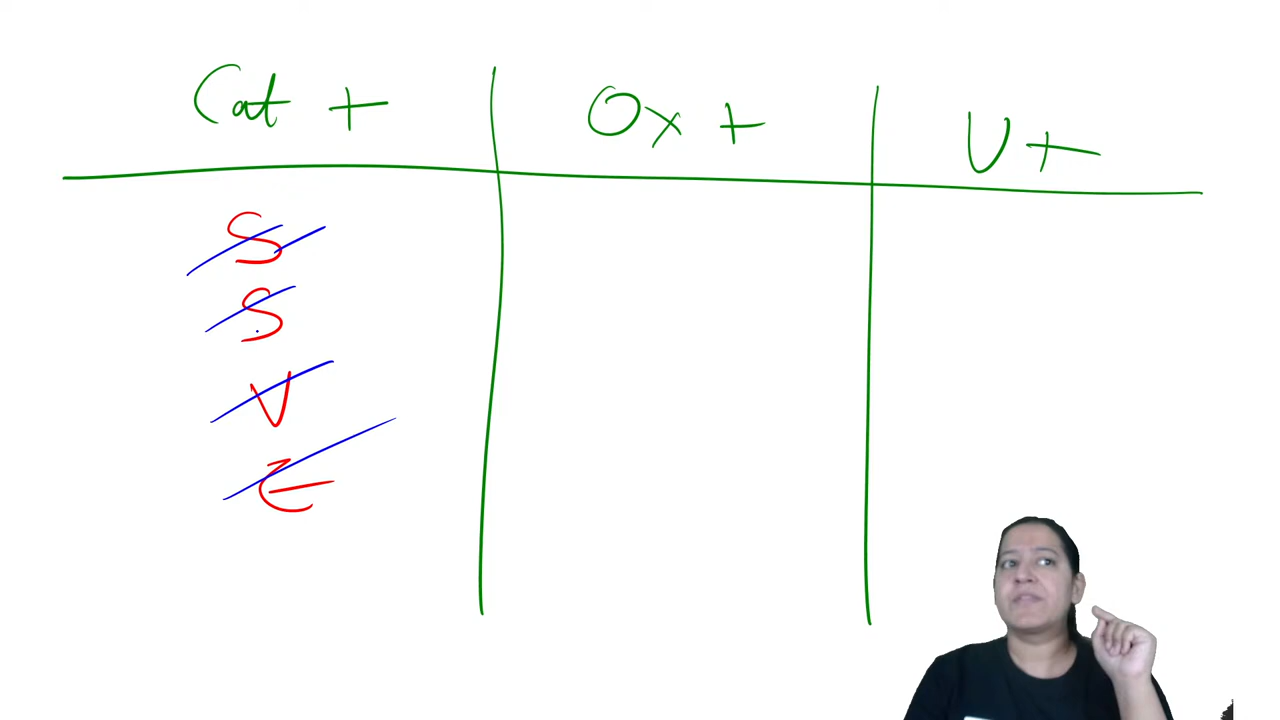 Cat + Ox + U+
S
S
V
E